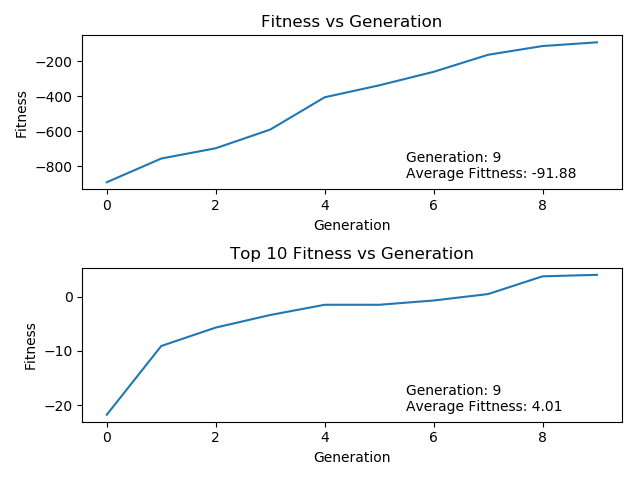 Fitness vs Generation
−200
−400
−600
−800
Fitness
Generation: 9
Average Fittness: -91.88
0 2 4 6 8
Generation
Top 10 Fitness vs Generation
0
−10
−20
Fitness
Generation: 9
Average Fittness: 4.01
0 2 4 6 8
Generation